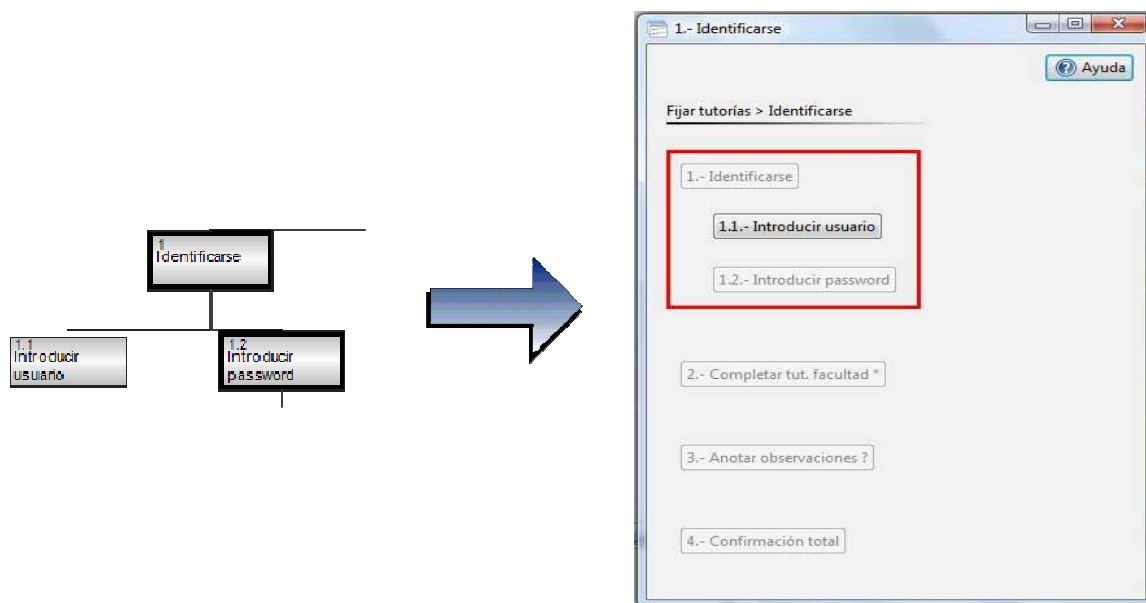 1
Identificarse
1.1
Introducir
usuario
1.2
Introducir
password
1.- Identificarse
Ayuda
Fijar tutorías > Identificarse
1.- Identificarse
1.1.- Introducir usuario
1.2.- Introducir password
2.- Completar tut. facultad *
3.- Anotar observaciones ?
4.- Confirmación total